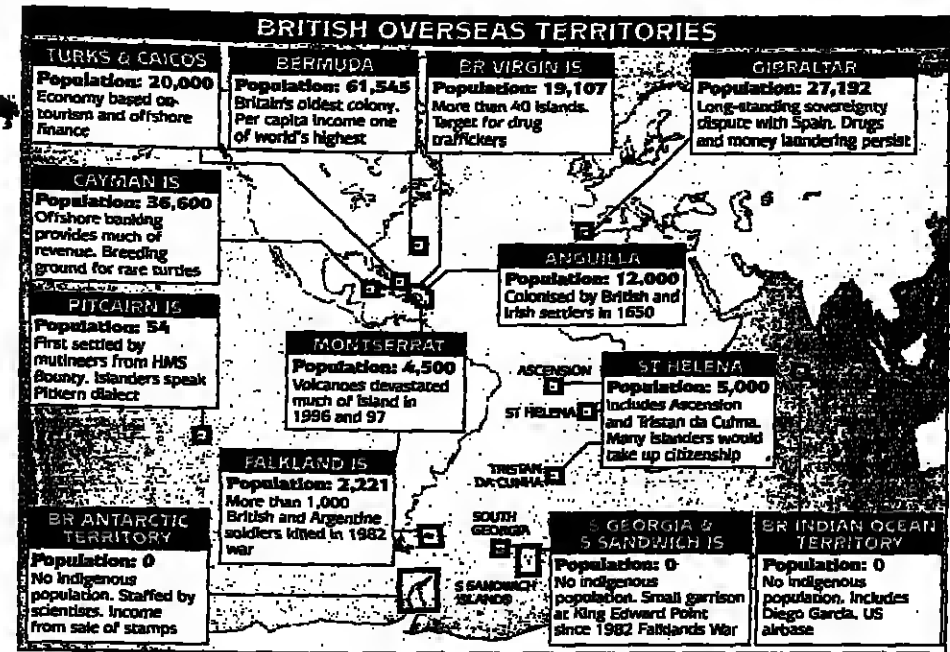 BRITISH OVERSEAS TERRITORIES
TURKS & CAICOS
Population: 20,000
Economy based on
tourism and offshore
finance
BERMUDA
Population: 61,545
Britain's oldest colony.
Per capita income one
of world's highest
BR VIRGIN IS
Population: 19,107
More than 40 islands.
Target for drug
traffickers
GIBRALTAR
Population: 27,192
Long-standing sovereignty
dispute with Spain. Drugs
and money laundering persist
CAYMAN IS
Population: 36,600
Offshore banking
provides much of
revenue. Breeding
ground for rare turtles
ANGUILLA
Population: 12,000
Colonised by British and
Irish settlers in 1650
PITCAIRN IS
Population: 54
First settled by
mutineers from HMS
Bounty. Islanders speak
Pitkern dialect
MONTSERRAT
Population: 4,500
Volcanoes devastated
much of island in
1996 and 97
ASCENSION
ST HELENA
TRISTAN
DA CUNHA
ST HELENA
Population: 5,000
Includes Ascension
and Tristan da Cunha.
Many islanders would
take up citizenship
FALKLAND IS
Population: 2,221
More than 1,000
British and Argentine
soldiers killed in 1982
war
SOUTH
GEORGIA
S SANDWICH
ISLANDS
BR ANTARCTIC
TERRITORY
Population: 0
No indigenous
population. Staffed by
scientists. Income
from sale of stamps
S GEORGIA &
S SANDWICH IS
Population: 0
No indigenous
population. Small garrison
at King Edward Point
since 1982 Falklands War
BR INDIAN OCEAN
TERRITORY
Population: 0
No indigenous
population. Includes
Diego Garcia. US
airbase